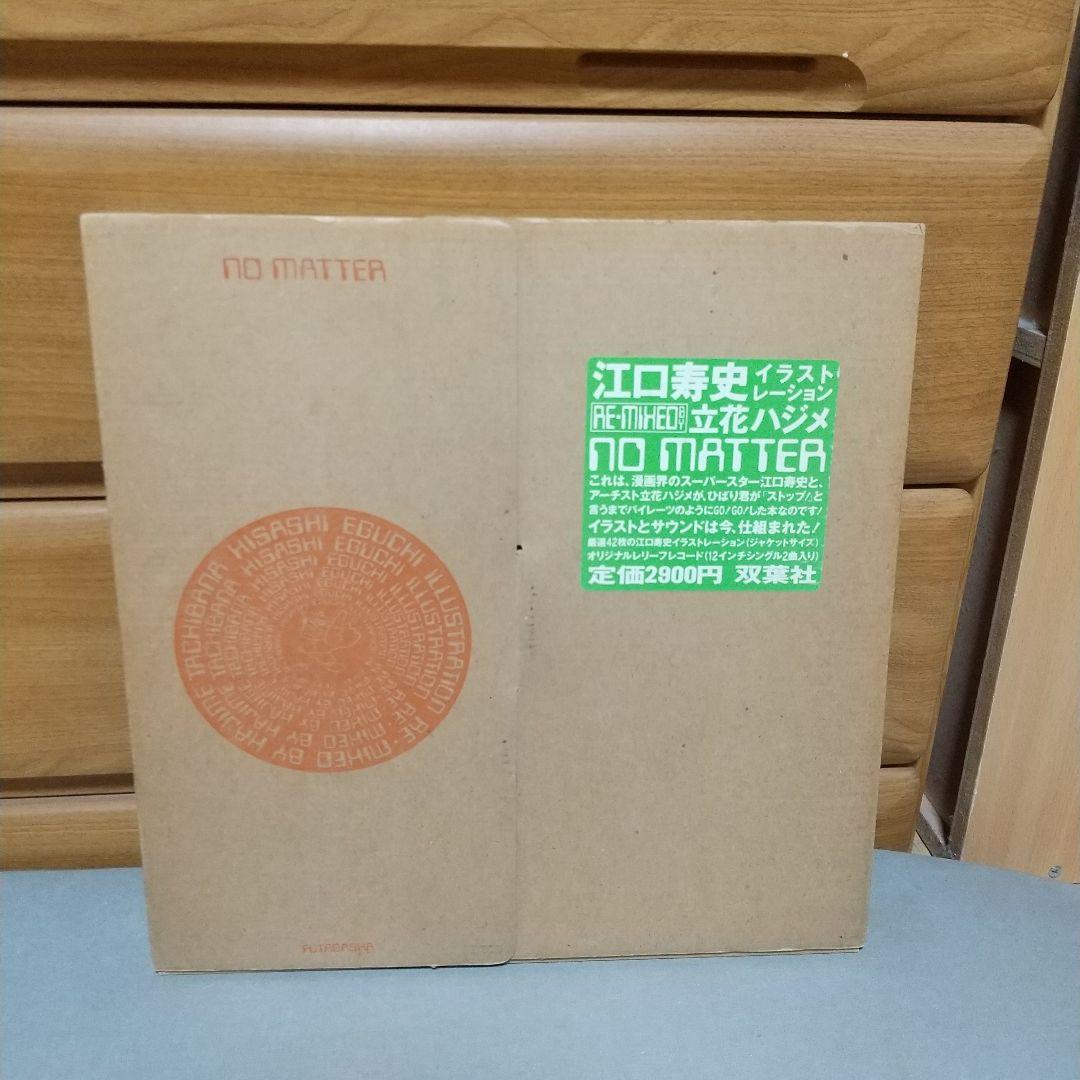 NO MATTER
HISASHI EGUCHI ILLUSTRATION RE-MIXED BY HAJIME TACHIBANA
HISASHI EGUCHI ILLUSTRATION RE-MIXED BY HAJIME TACHIBANA
FUTABASHA
江口寿史 イラスト
レーション
RE-MIXED BY 立花ハジメ
NO MATTER
これは、漫画界のスーパースター江口寿史と、
アーチスト立花ハジメが、ひばり君が「ストップ!」と
言うまでパイレーツのようにGO!GO!した本なのです!
イラストとサウンドは今、仕組まれた!
厳選42枚の江口寿史イラストレーション(ジャケットサイズ)
オリジナルレリーフレコード(12インチシングル2曲入り)
定価2900円 双葉社